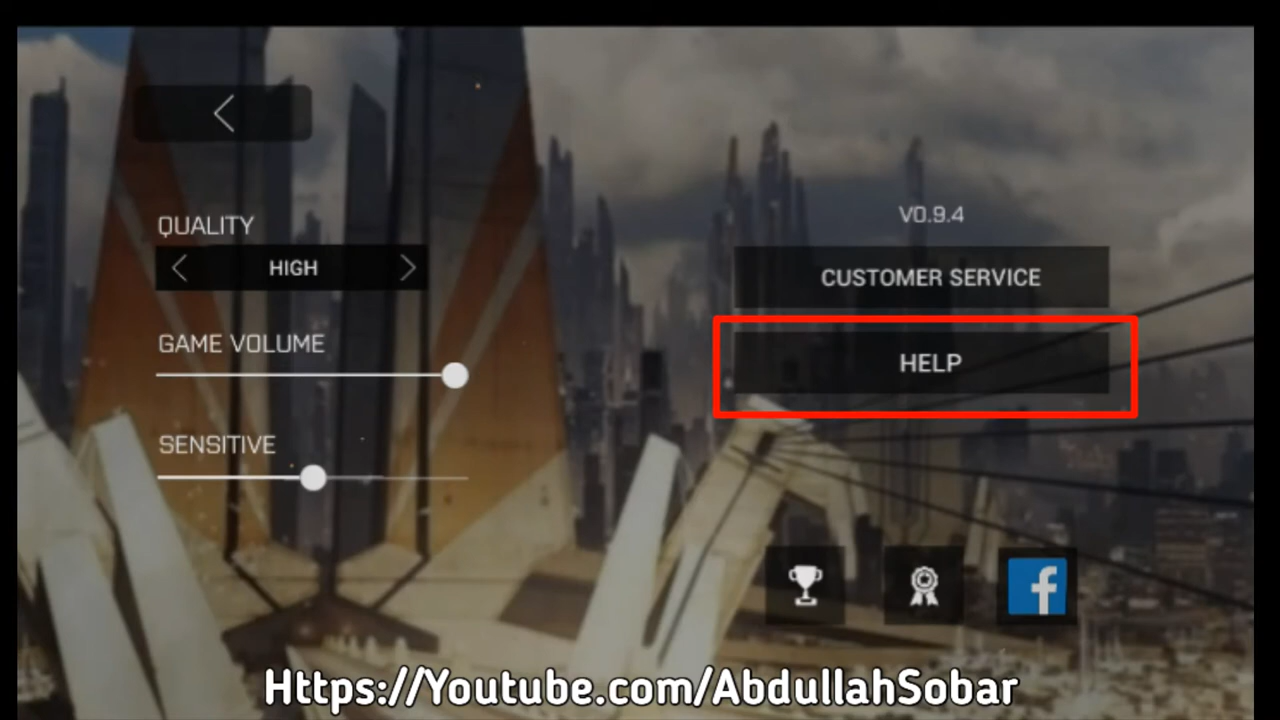 QUALITY
HIGH
GAME VOLUME
SENSITIVE
V0.9.4
CUSTOMER SERVICE
HELP
f
Https://Youtube.com/AbdullahSobar